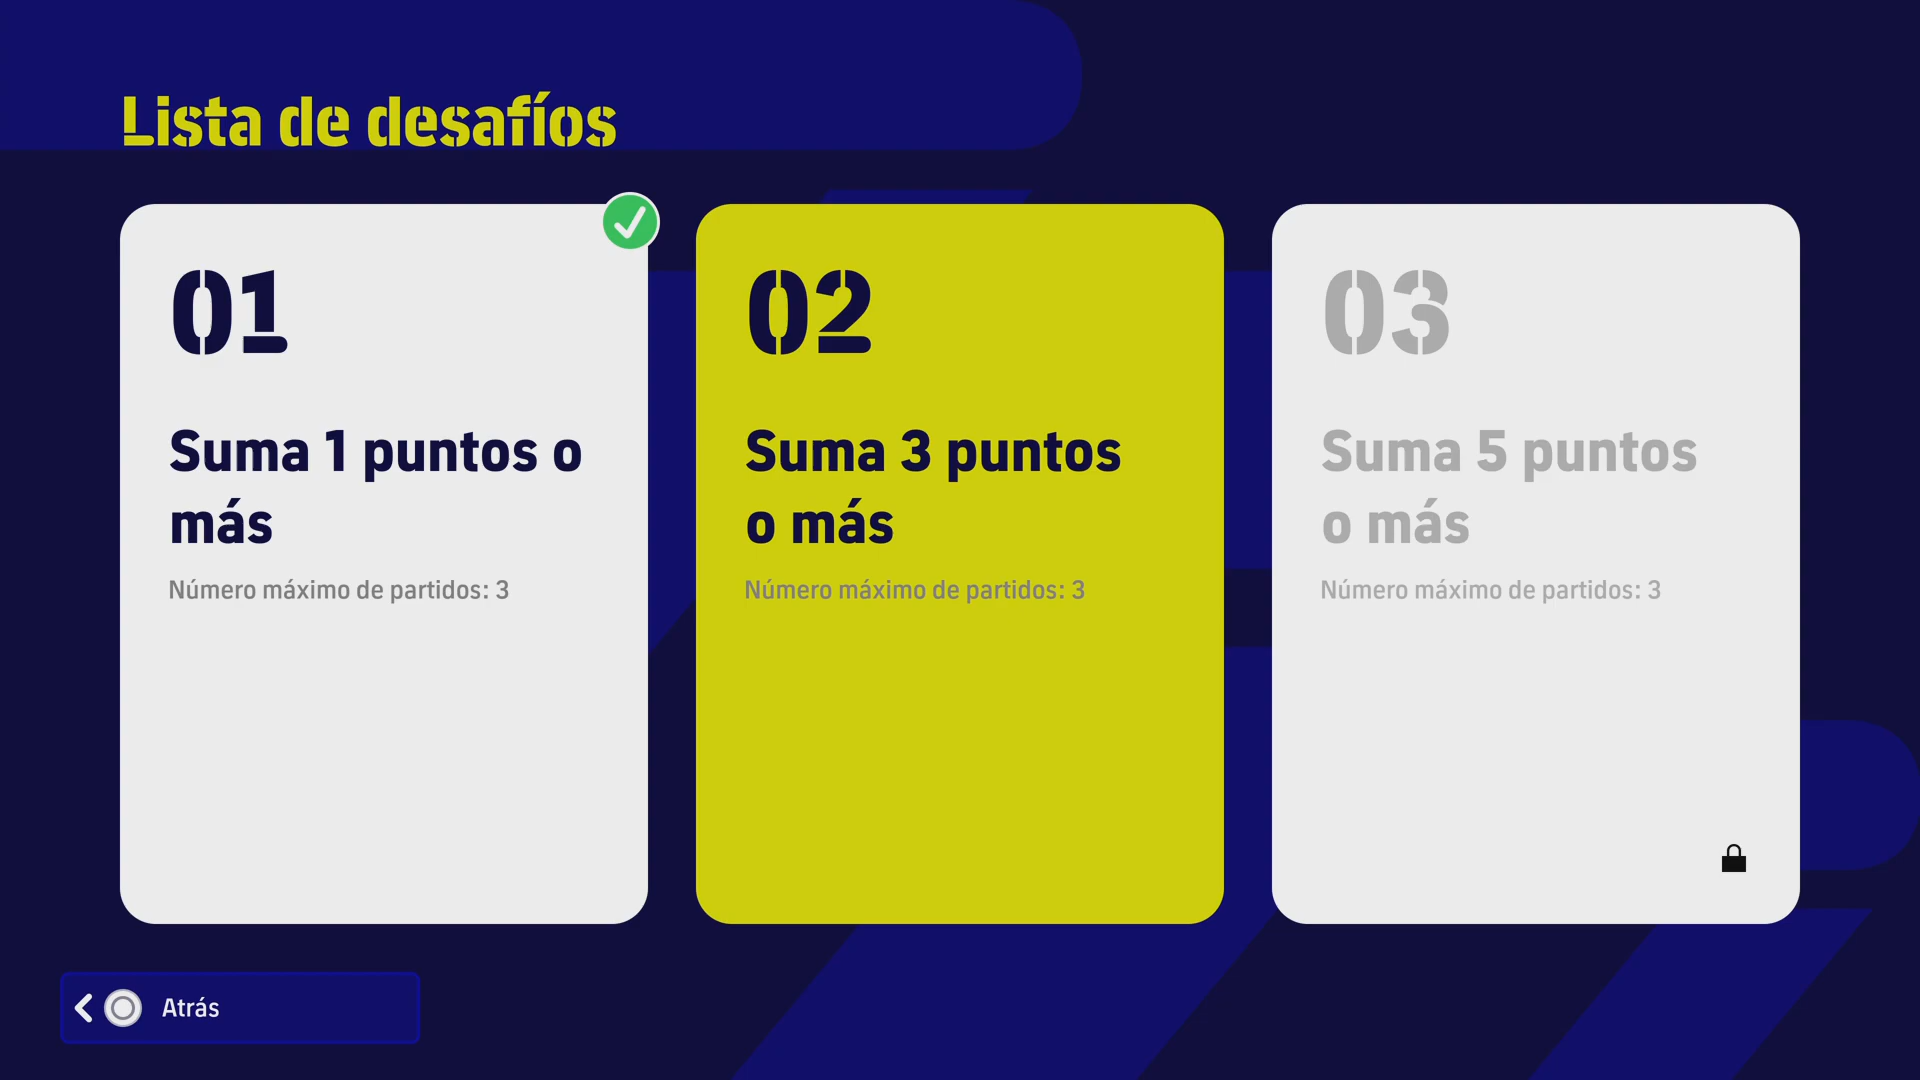 Lista de desafíos
01
Suma 1 puntos o
más
Número máximo de partidos: 3
02
Suma 3 puntos
o más
Número máximo de partidos: 3
03
Suma 5 puntos
o más
Número máximo de partidos: 3
Atrás